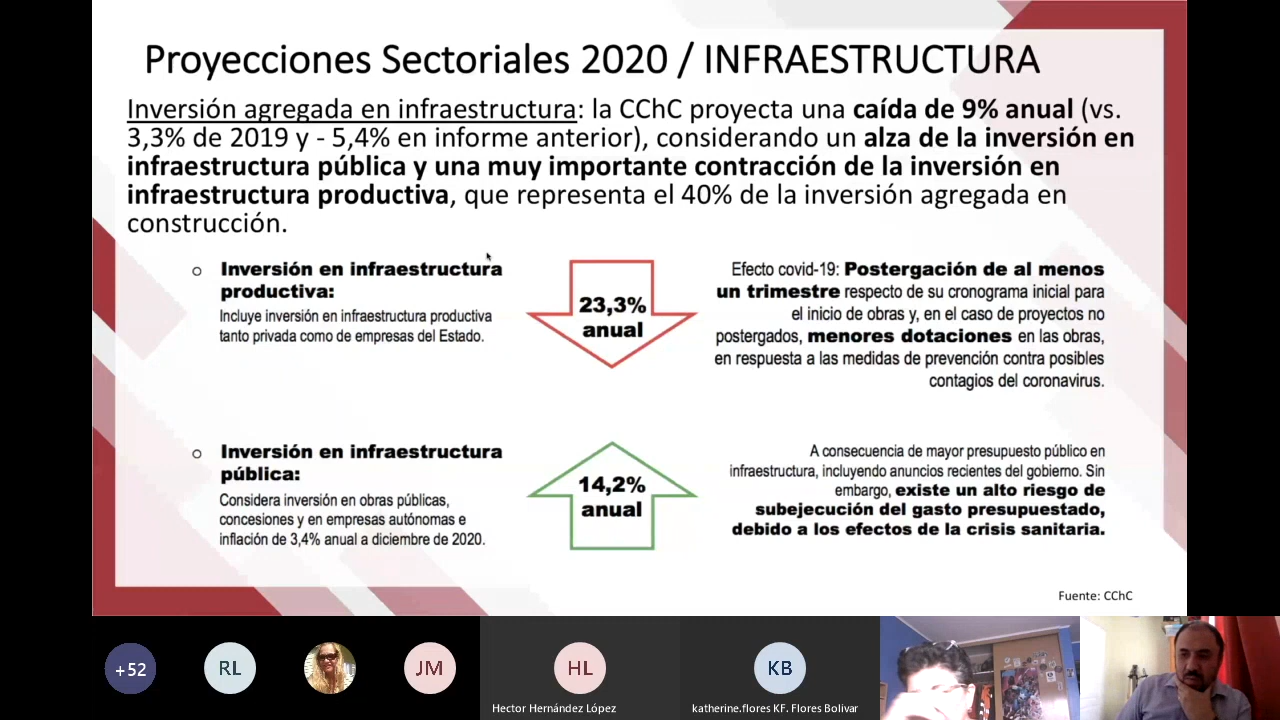 Proyecciones Sectoriales 2020 / INFRAESTRUCTURA
Inversión agregada en infraestructura: la CChC proyecta una caída de 9% anual (vs.
3,3% de 2019 y - 5,4% en informe anterior), considerando un alza de la inversión en
infraestructura pública y una muy importante contracción de la inversión en
infraestructura productiva, que representa el 40% de la inversión agregada en
construcción.
o Inversión en infraestructura
productiva:
Incluye inversión en infraestructura productiva
tanto privada como de empresas del Estado.
23,3%
anual
Efecto covid-19: Postergación de al menos
un trimestre respecto de su cronograma inicial para
el inicio de obras y, en el caso de proyectos no
postergados, menores dotaciones en las obras,
en respuesta a las medidas de prevención contra posibles
contagios del coronavirus.
o Inversión en infraestructura
pública:
Considera inversión en obras públicas,
concesiones y en empresas autónomas e
inflación de 3,4% anual a diciembre de 2020.
14,2%
anual
A consecuencia de mayor presupuesto público en
infraestructura, incluyendo anuncios recientes del gobierno. Sin
embargo, existe un alto riesgo de
subejecución del gasto presupuestado,
debido a los efectos de la crisis sanitaria.
Fuente: CChC
+52
RL
JM
HL
Hector Hernández López
KB
katherine.flores KF. Flores Bolivar